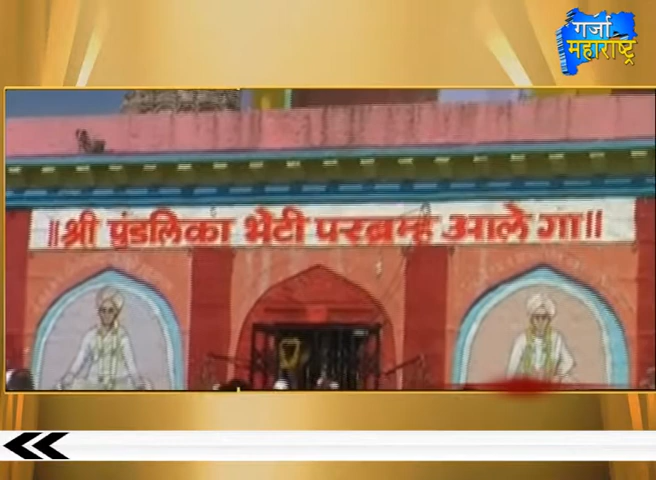 गर्जा
महाराष्ट्र
॥श्री पुंडलिका भेटी परब्रम्ह आले गा॥